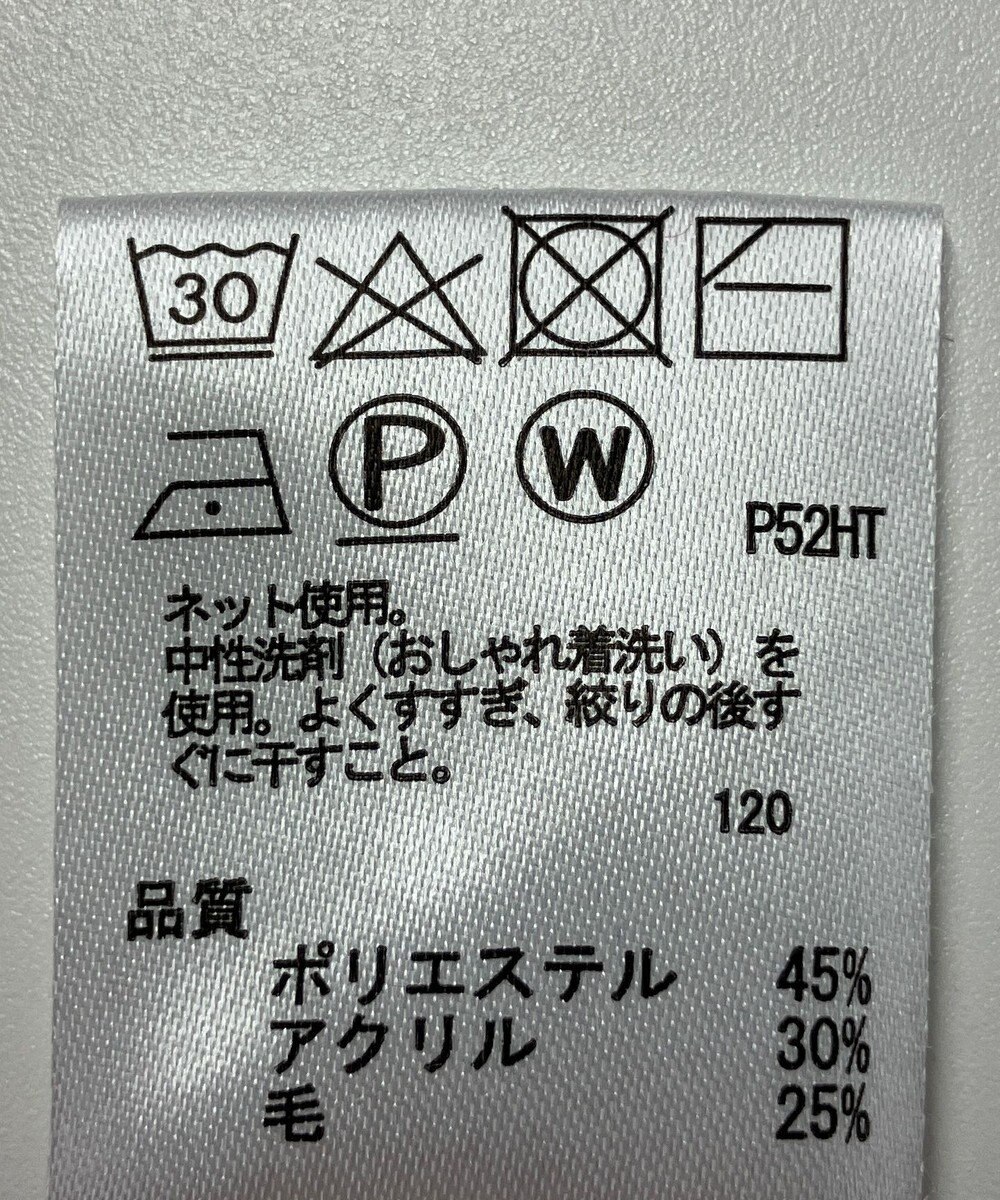 30
P W
P52HT
ネット使用。
中性洗剤（おしゃれ着洗い）を
使用。よくすすぎ、絞りの後す
ぐに干すこと。
120
品質
ポリエステル 45%
アクリル 30%
毛 25%